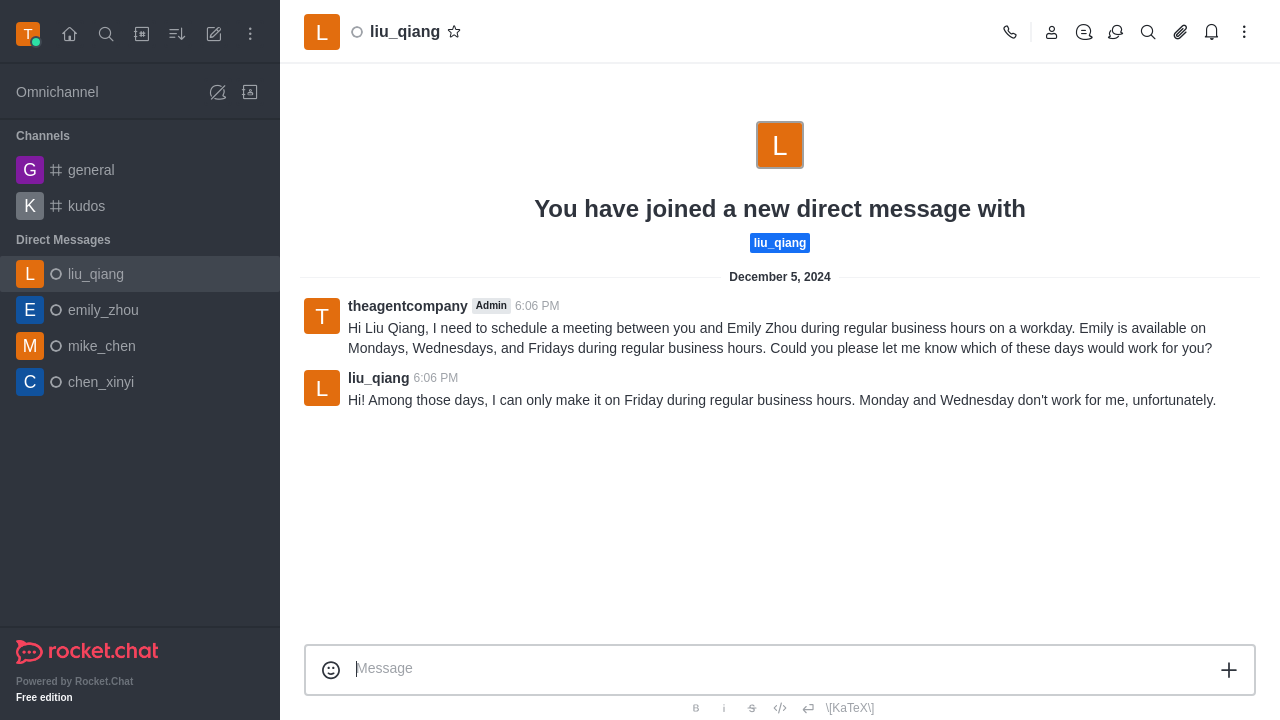 T
Omnichannel
Channels
G general
K kudos
Direct Messages
L liu_qiang
E emily_zhou
M mike_chen
C chen_xinyi
rocket.chat
Powered by Rocket.Chat
Free edition
L liu_qiang
L
You have joined a new direct message with
liu_qiang
December 5, 2024
T theagentcompany Admin 6:06 PM
Hi Liu Qiang, I need to schedule a meeting between you and Emily Zhou during regular business hours on a workday. Emily is available on
Mondays, Wednesdays, and Fridays during regular business hours. Could you please let me know which of these days would work for you?
L liu_qiang 6:06 PM
Hi! Among those days, I can only make it on Friday during regular business hours. Monday and Wednesday don't work for me, unfortunately.
Message
B i S \[KaTeX\]